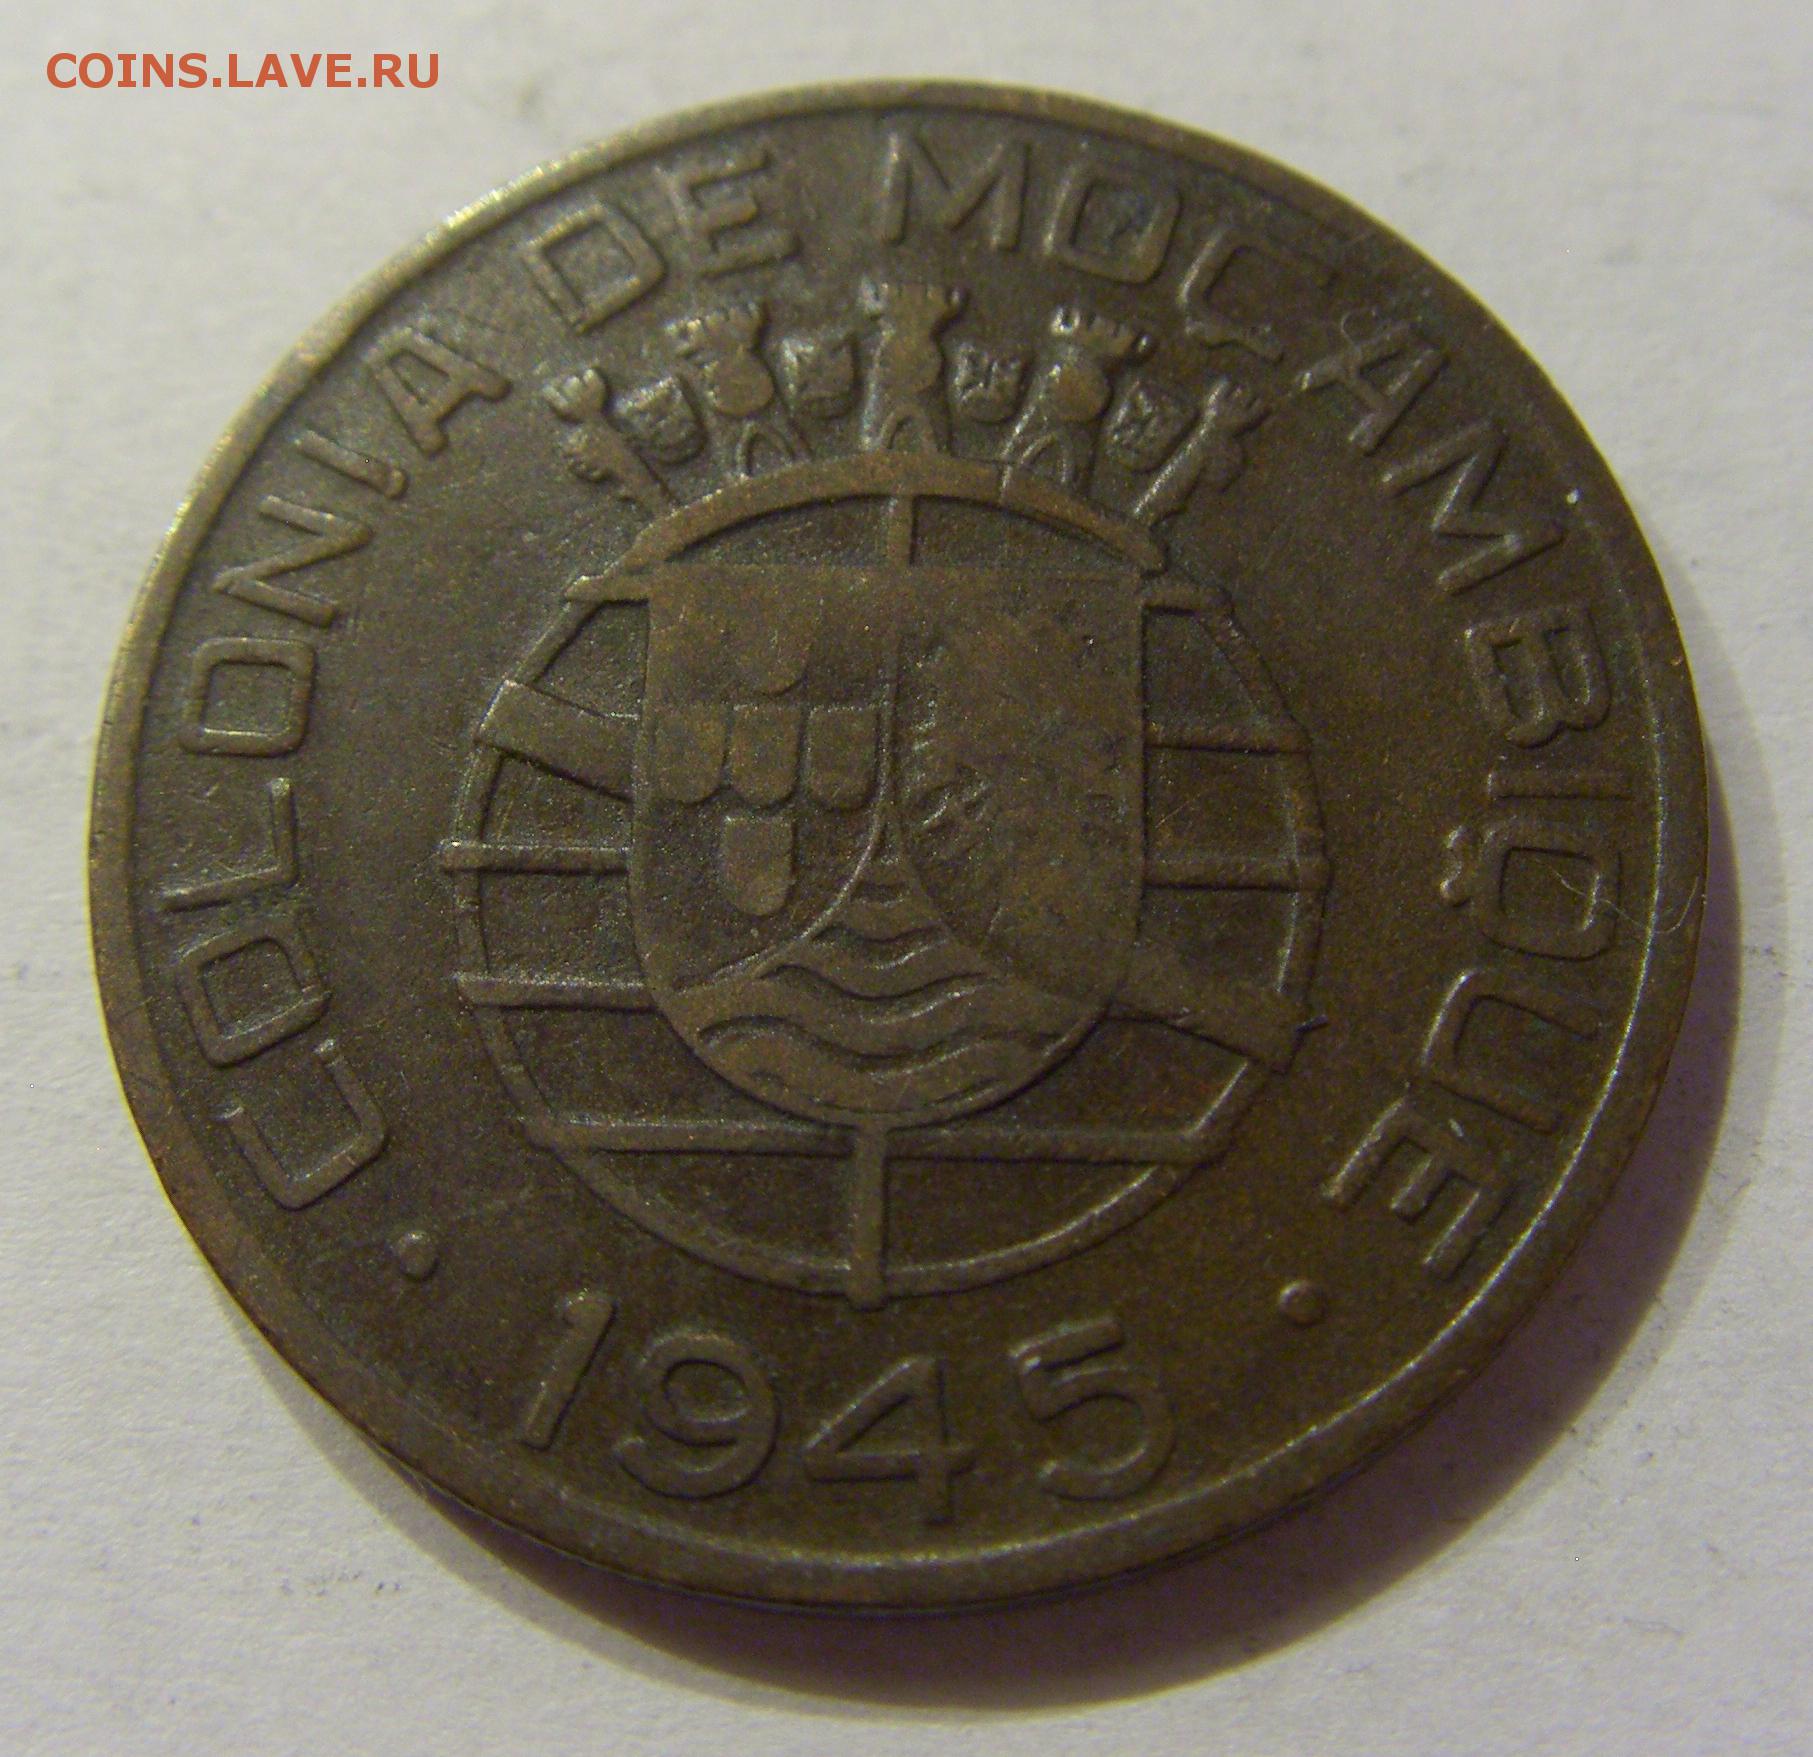 COINS.LAVE.RU
COLONIA DE MOÇAMBIQUE
· 1945 ·